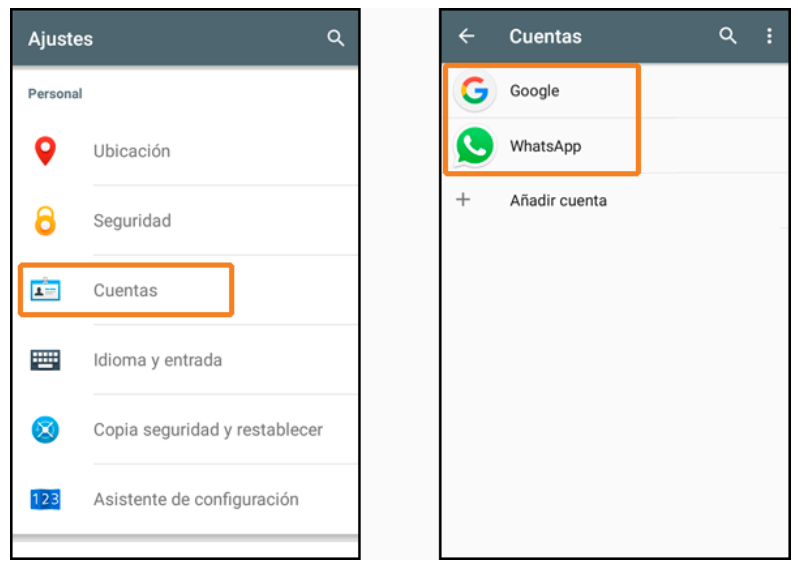 Ajustes
Personal
Ubicación
Seguridad
Cuentas
Idioma y entrada
Copia seguridad y restablecer
123
Asistente de configuración
Cuentas
Google
WhatsApp
Añadir cuenta